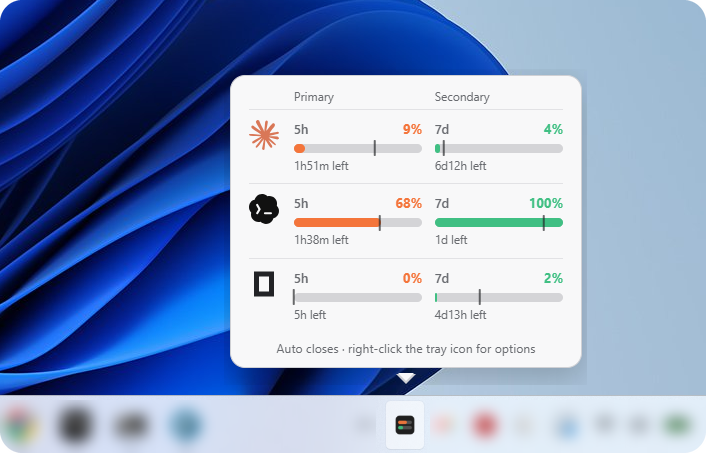 Primary Secondary
5h 9% 7d 4%
1h51m left 6d12h left
5h 68% 7d 100%
1h38m left 1d left
5h 0% 7d 2%
5h left 4d13h left
Auto closes · right-click the tray icon for options